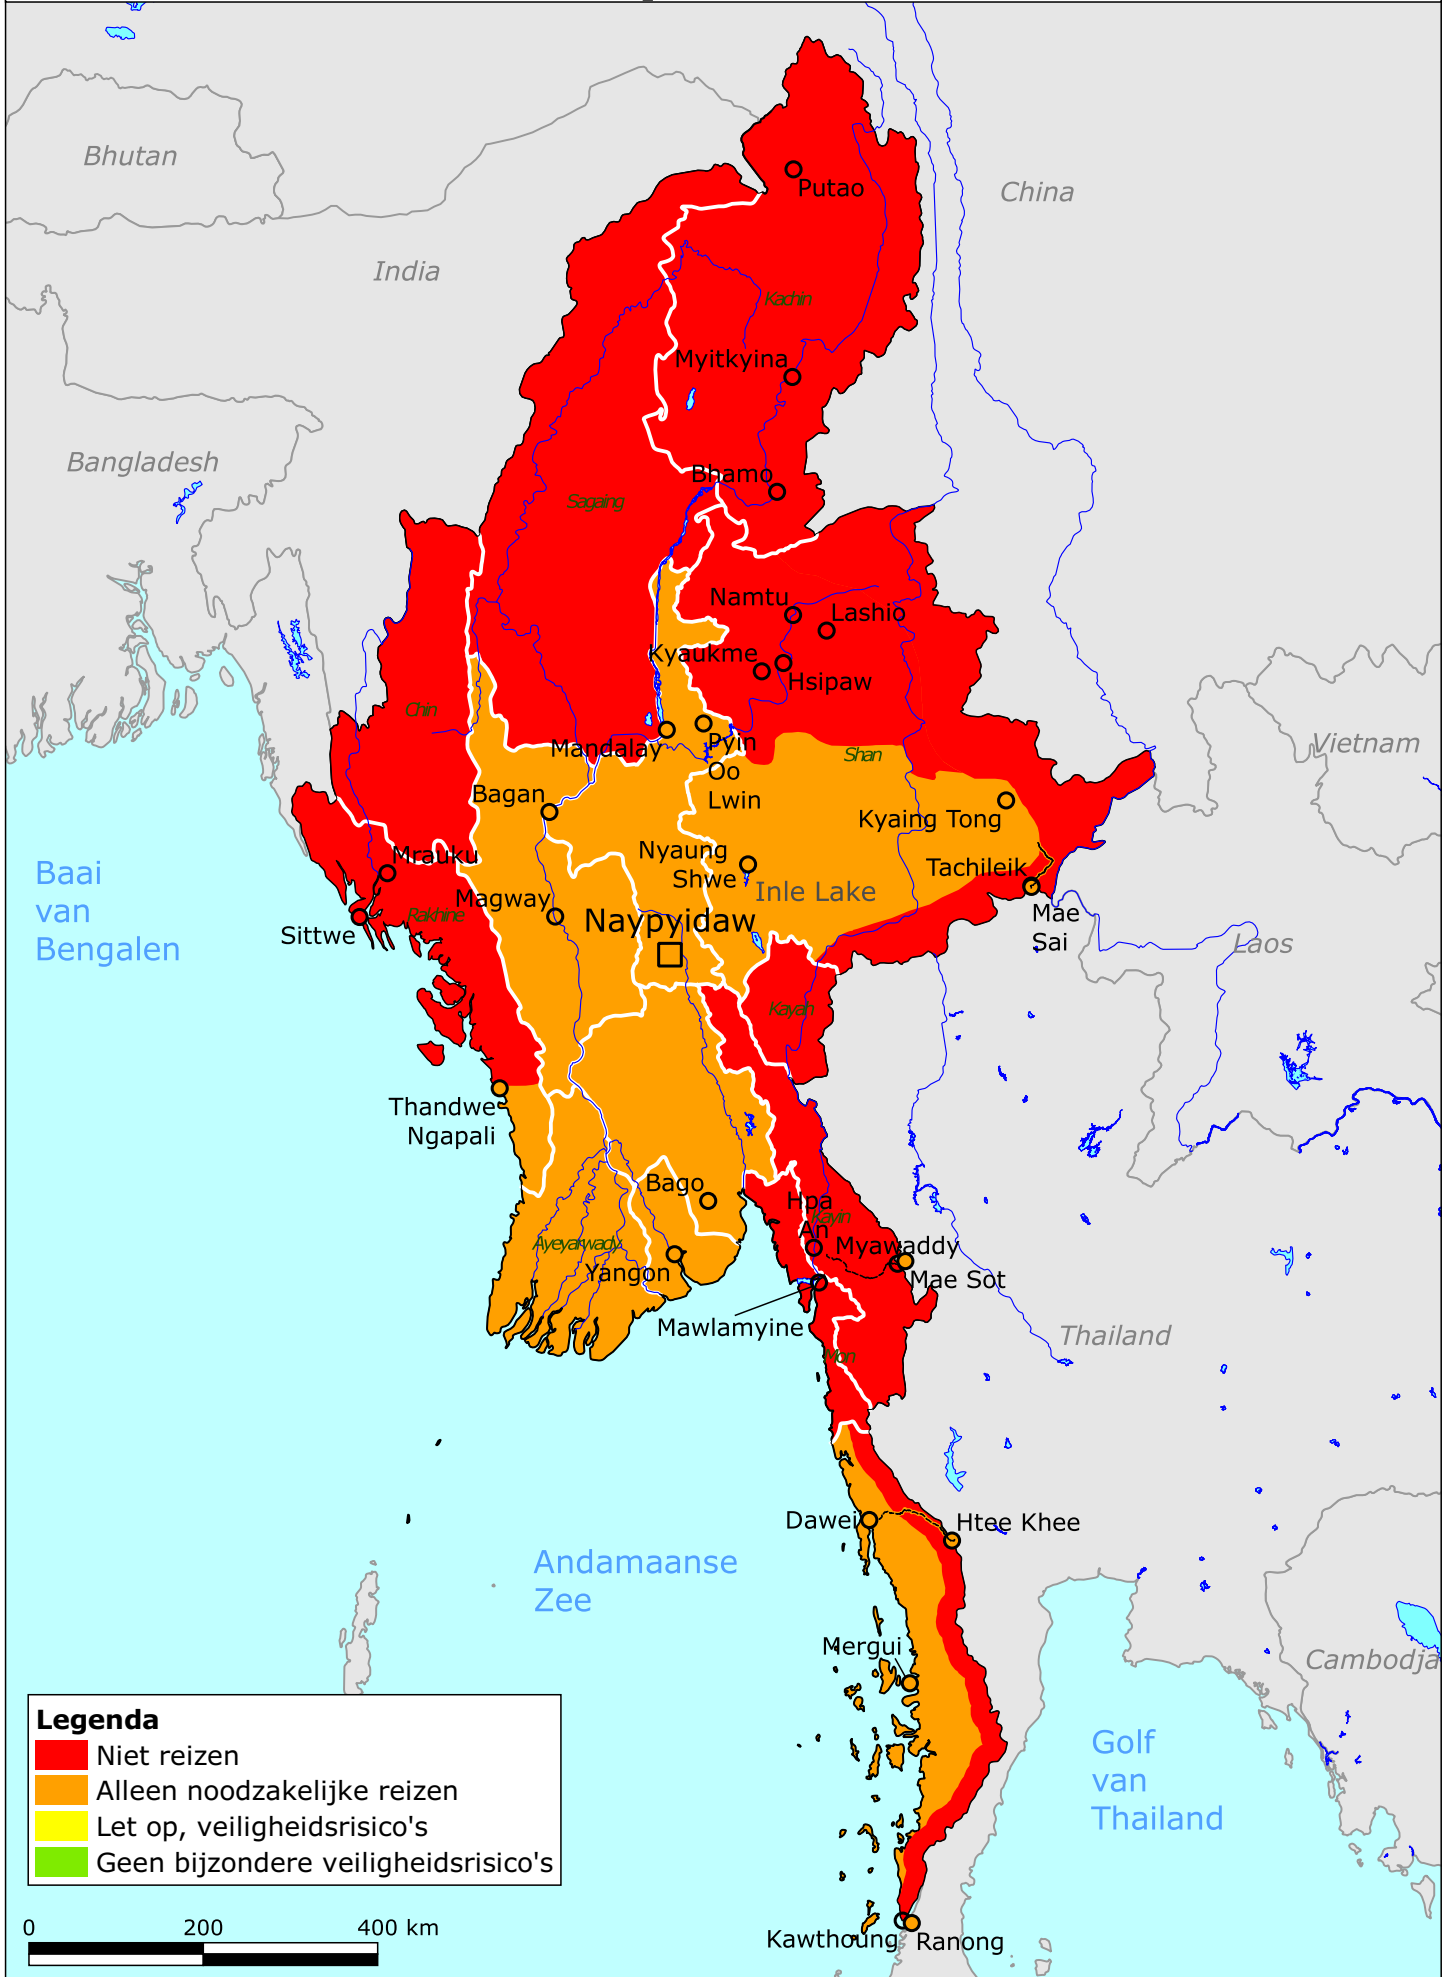 Bhutan
Putao
China
India
Kachin
Myitkyina
Bangladesh
Bhamo
Sagaing
Namtu
Lashio
Kyaukme
Hsipaw
Chin
Mandalay
Pyin
Oo
Lwin
Shan
Vietnam
Bagan
Kyaing Tong
Mrauku
Nyaung
Shwe
Inle Lake
Tachileik
Baai
van
Bengalen
Magway
Naypyidaw
Rakhine
Sittwe
Mae
Sai
Laos
Kayah
Thandwe
Ngapali
Bago
Hpa
An
Kayin
Ayeyarwady
Yangon
Myawaddy
Mae Sot
Mawlamyine
Thailand
Mon
Dawei
Htee Khee
Andamaanse
Zee
Mergui
Cambodja
Golf
van
Thailand
Legenda
Niet reizen
Alleen noodzakelijke reizen
Let op, veiligheidsrisico's
Geen bijzondere veiligheidsrisico's
0 200 400 km
Kawthoung
Ranong